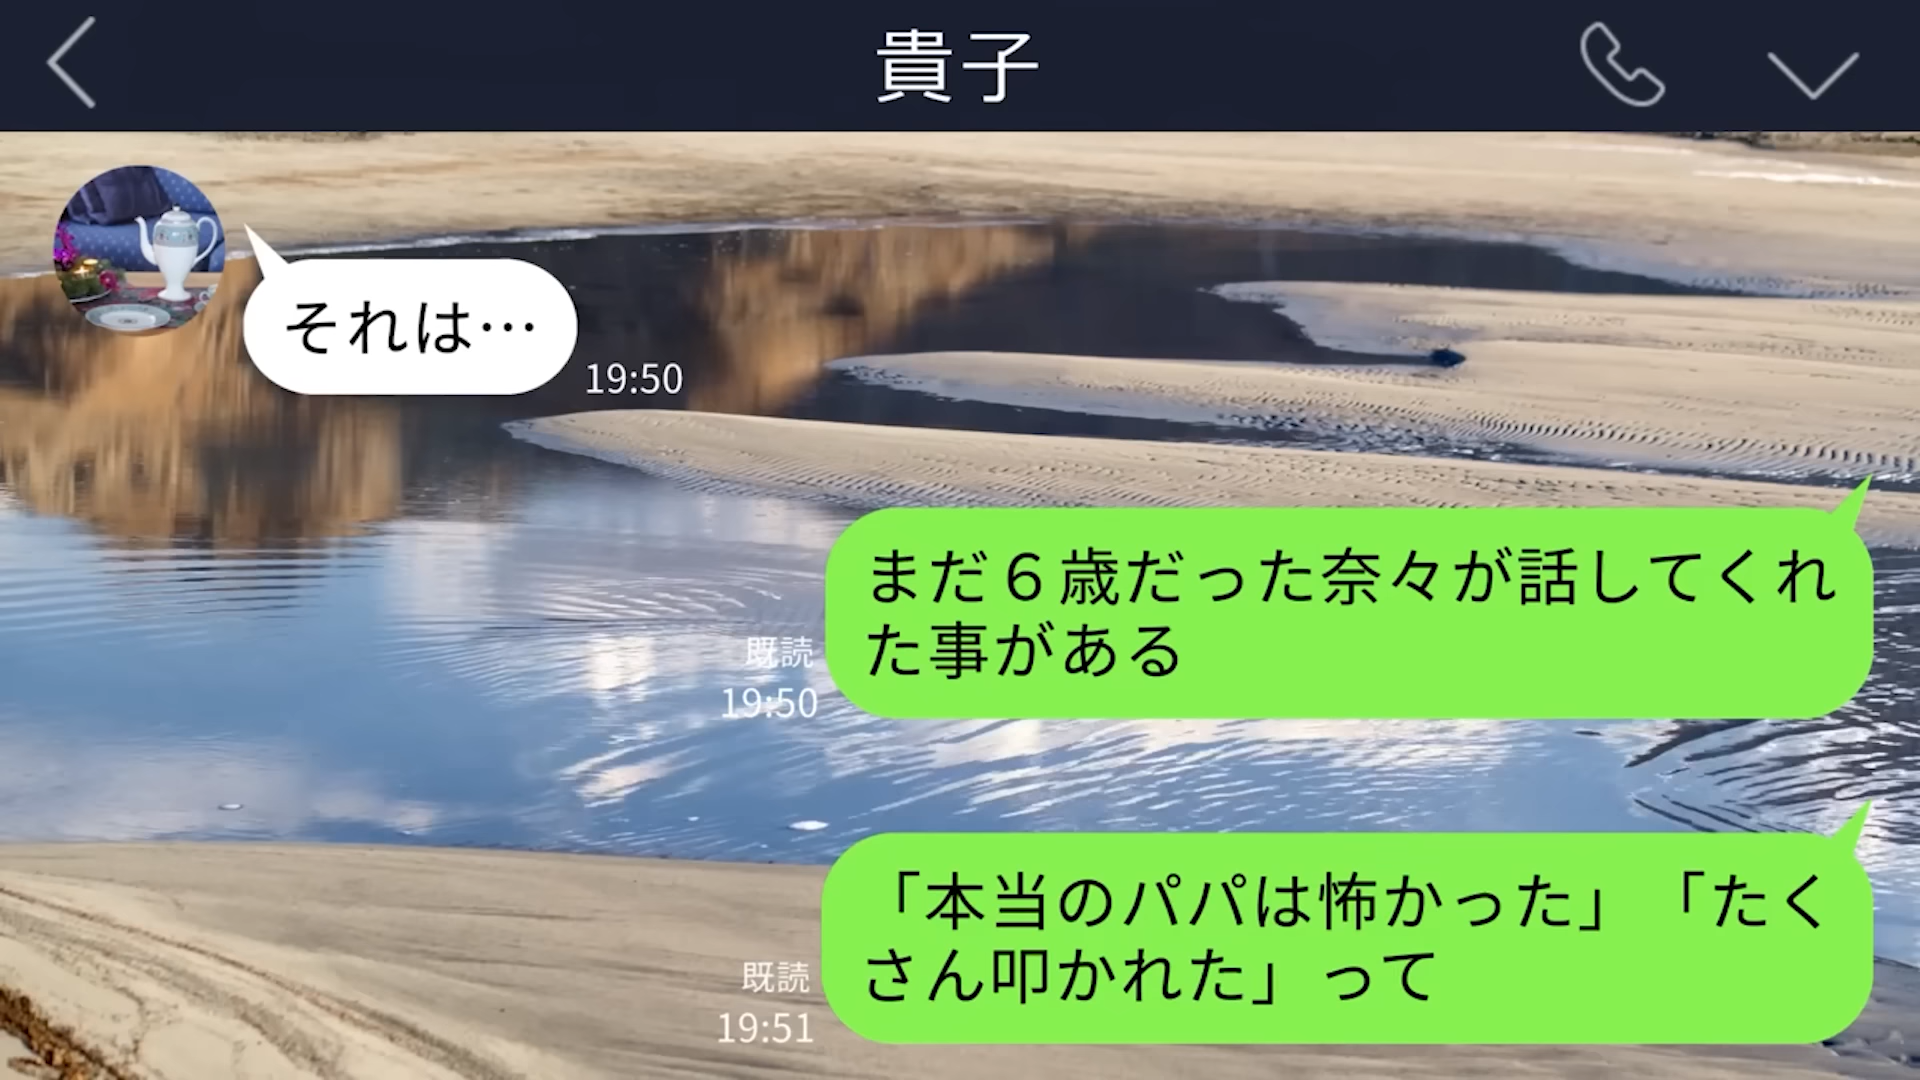 貴子
それは…
19:50
まだ６歳だった奈々が話してくれ
た事がある
既読
19:50
「本当のパパは怖かった」「たく
さん叩かれた」って
既読
19:51